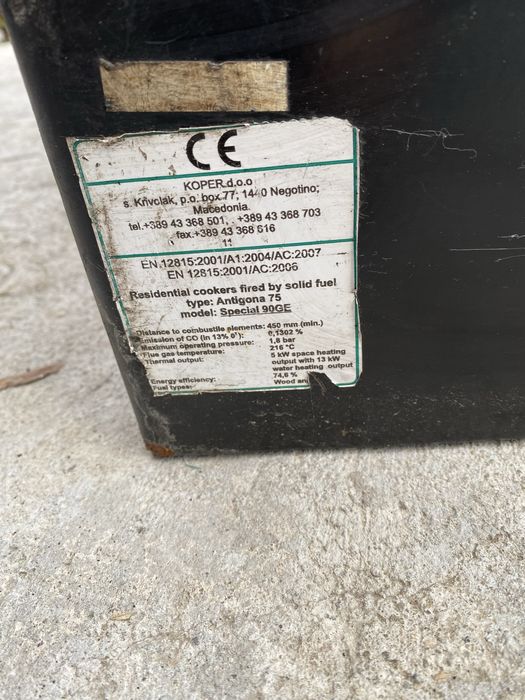 CE
KOPER d.o.o
s. Krivolak, p.o. box 77; 1440 Negotino;
Macedonia
tel.+389 43 368 501, +389 43 368 703
fax.+389 43 368 616
11
EN 12815:2001/A1:2004/AC:2007
EN 12815:2001/AC:2006
Residential cookers fired by solid fuel
type: Antigona 75
model: Special 90GE
Distance to combustile elements: 450 mm (min.)
Emission of CO (in 13% 0²): 0,1302 %
Maximum operating pressure: 1,8 bar
Flue gas temperature: 216 °C
Thermal output: 5 kW space heating
output with 13 kW
water heating output
Energy efficiency: 74,6 %
Fuel types: Wood